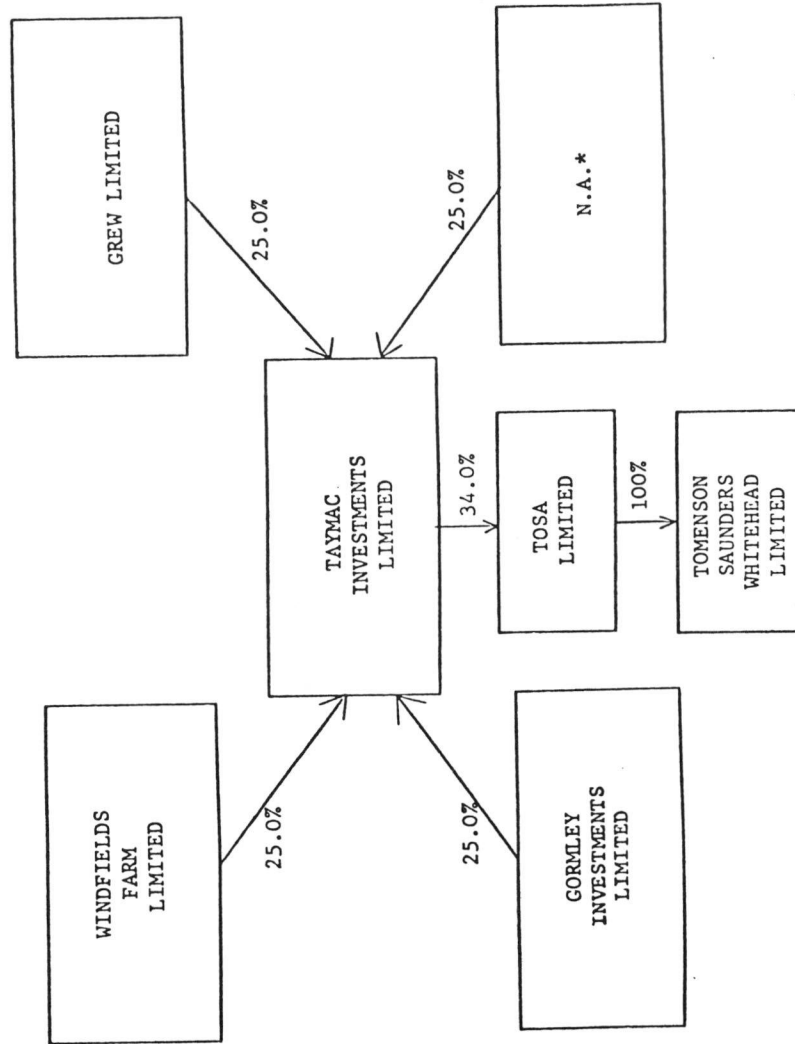 WINDFIELDS
FARM
LIMITED
GREW LIMITED
25.0%
25.0%
TAYMAC
INVESTMENTS
LIMITED
25.0%
25.0%
GORMLEY
INVESTMENTS
LIMITED
N.A.*
34.0%
TOSA
LIMITED
100%
TOMENSON
SAUNDERS
WHITEHEAD
LIMITED